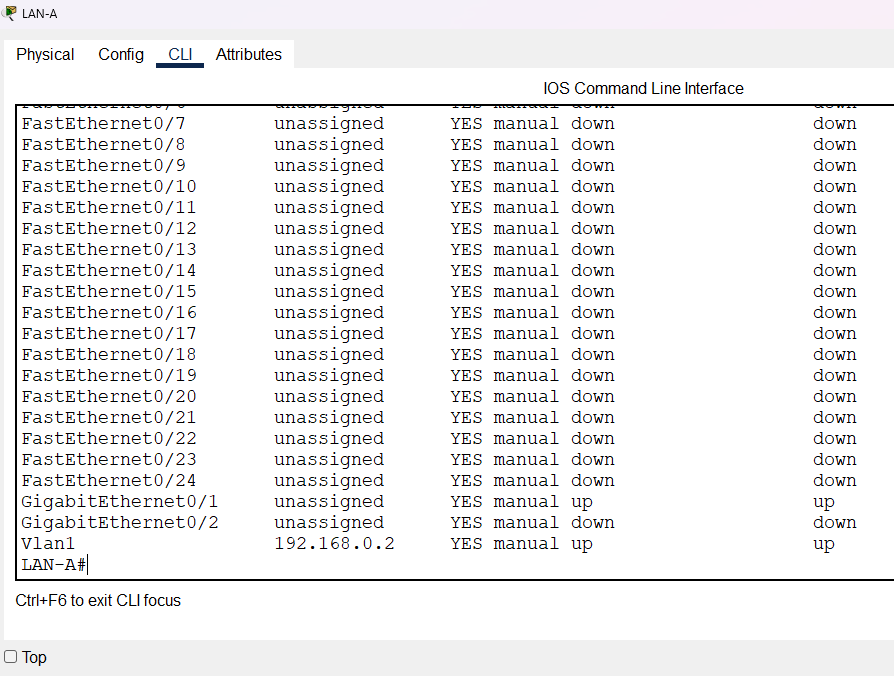 LAN-A
Physical Config CLI Attributes
IOS Command Line Interface
FastEthernet0/7 unassigned YES manual down down
FastEthernet0/8 unassigned YES manual down down
FastEthernet0/9 unassigned YES manual down down
FastEthernet0/10 unassigned YES manual down down
FastEthernet0/11 unassigned YES manual down down
FastEthernet0/12 unassigned YES manual down down
FastEthernet0/13 unassigned YES manual down down
FastEthernet0/14 unassigned YES manual down down
FastEthernet0/15 unassigned YES manual down down
FastEthernet0/16 unassigned YES manual down down
FastEthernet0/17 unassigned YES manual down down
FastEthernet0/18 unassigned YES manual down down
FastEthernet0/19 unassigned YES manual down down
FastEthernet0/20 unassigned YES manual down down
FastEthernet0/21 unassigned YES manual down down
FastEthernet0/22 unassigned YES manual down down
FastEthernet0/23 unassigned YES manual down down
FastEthernet0/24 unassigned YES manual down down
GigabitEthernet0/1 unassigned YES manual up up
GigabitEthernet0/2 unassigned YES manual down down
Vlan1 192.168.0.2 YES manual up up
LAN-A#
Ctrl+F6 to exit CLI focus
Top